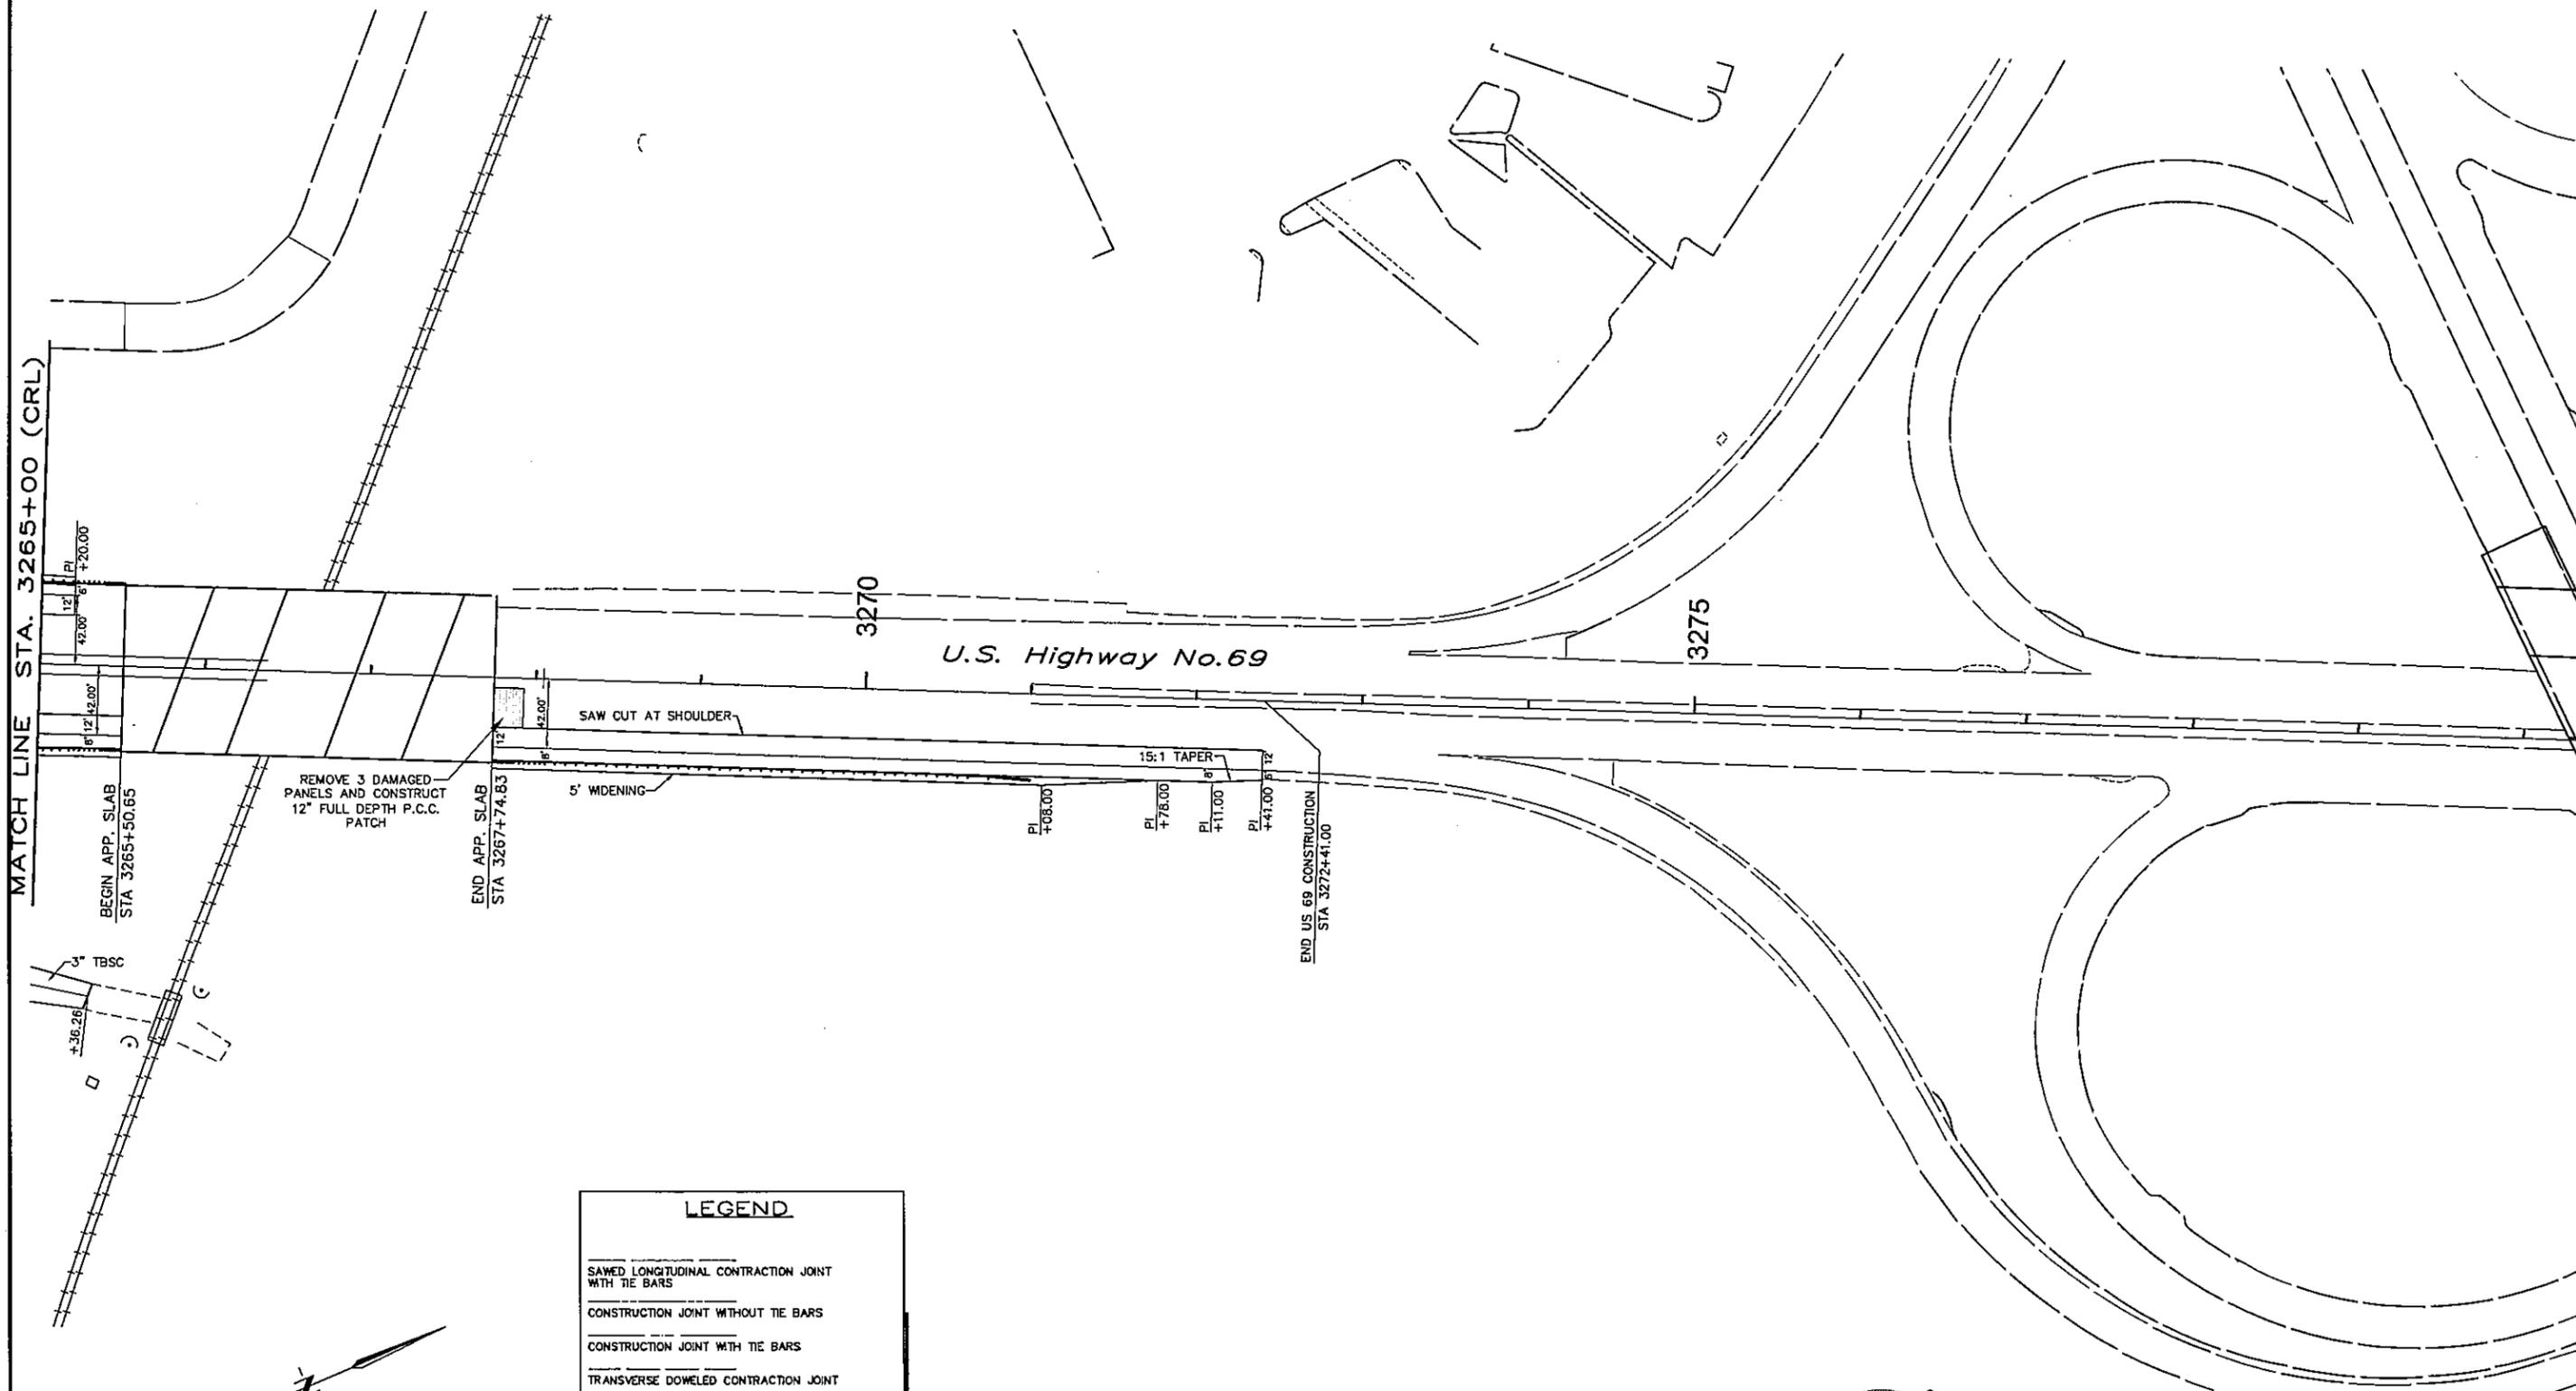 MATCH LINE STA. 3265+00 (CRL)
PI
+20.00
6'
12'
42.00'
42.00'
12'
8'
BEGIN APP. SLAB
STA 3265+50.65
REMOVE 3 DAMAGED
PANELS AND CONSTRUCT
12" FULL DEPTH P.C.C.
PATCH
END APP. SLAB
STA 3267+74.83
42.00'
12'
8'
SAW CUT AT SHOULDER
5' WIDENING
3270
U.S. Highway No.69
3275
15:1 TAPER
8'
12'
6'
PI
+08.00
PI
+78.00
PI
+11.00
PI
+41.00
END US 69 CONSTRUCTION
STA 3272+41.00
3" TBSC
+36.26
LEGEND
SAWED LONGITUDINAL CONTRACTION JOINT
WITH TIE BARS
CONSTRUCTION JOINT WITHOUT TIE BARS
CONSTRUCTION JOINT WITH TIE BARS
TRANSVERSE DOWELED CONTRACTION JOINT